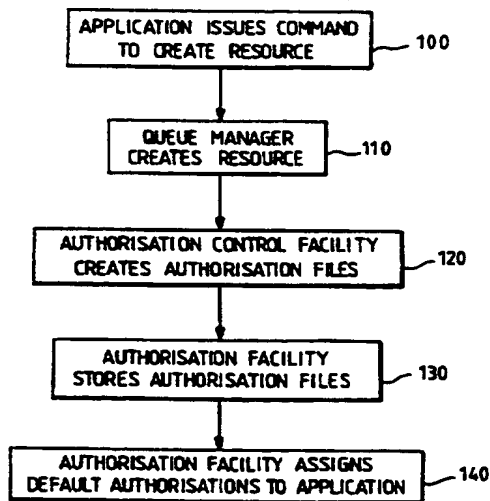 APPLICATION ISSUES COMMAND
TO CREATE RESOURCE
100
QUEUE MANAGER
CREATES RESOURCE
110
AUTHORISATION CONTROL FACILITY
CREATES AUTHORISATION FILES
120
AUTHORISATION FACILITY
STORES AUTHORISATION FILES
130
AUTHORISATION FACILITY ASSIGNS
DEFAULT AUTHORISATIONS TO APPLICATION
140